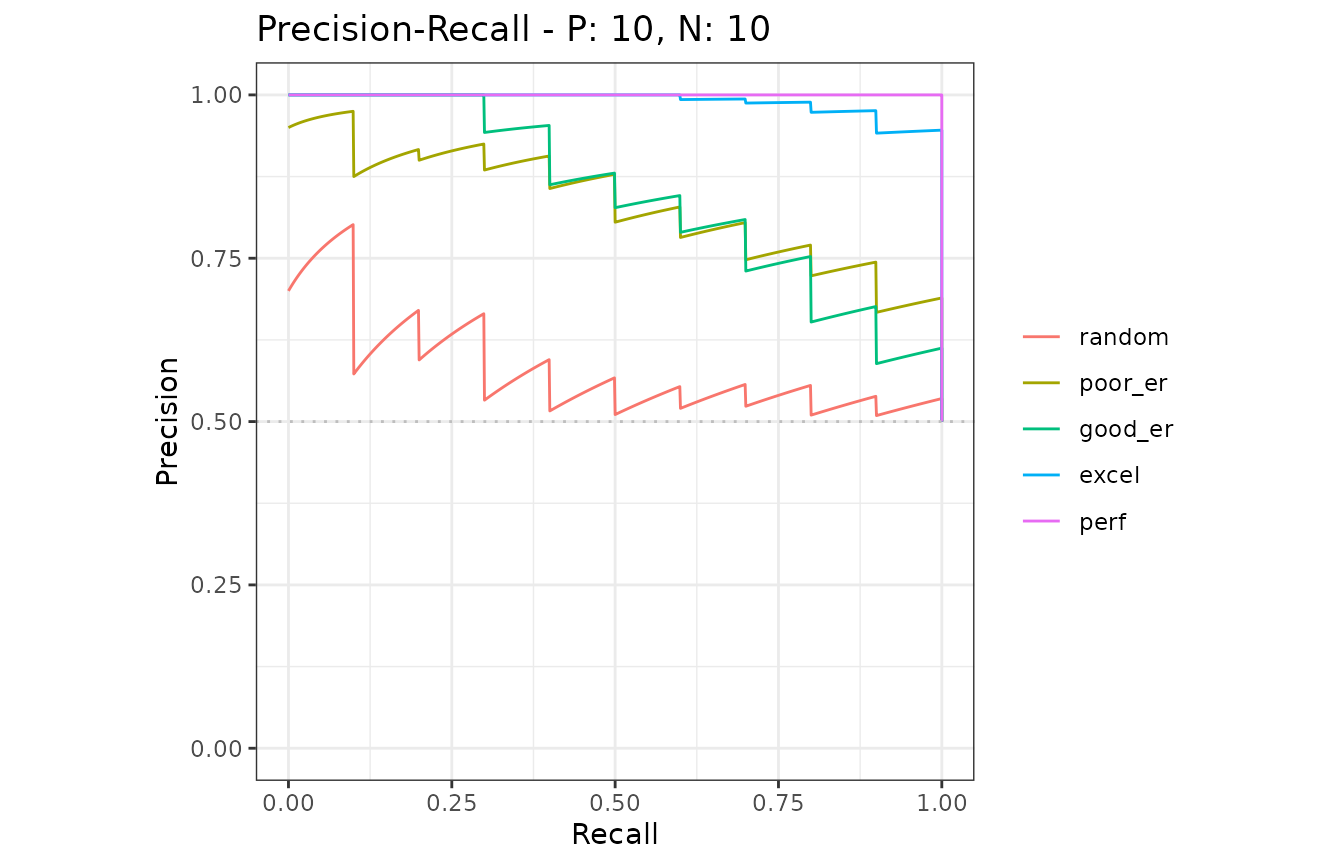 Precision-Recall - P: 10, N: 10
1.00
0.75
0.50
0.25
0.00
Precision
0.00 0.25 0.50 0.75 1.00
Recall
random
poor_er
good_er
excel
perf